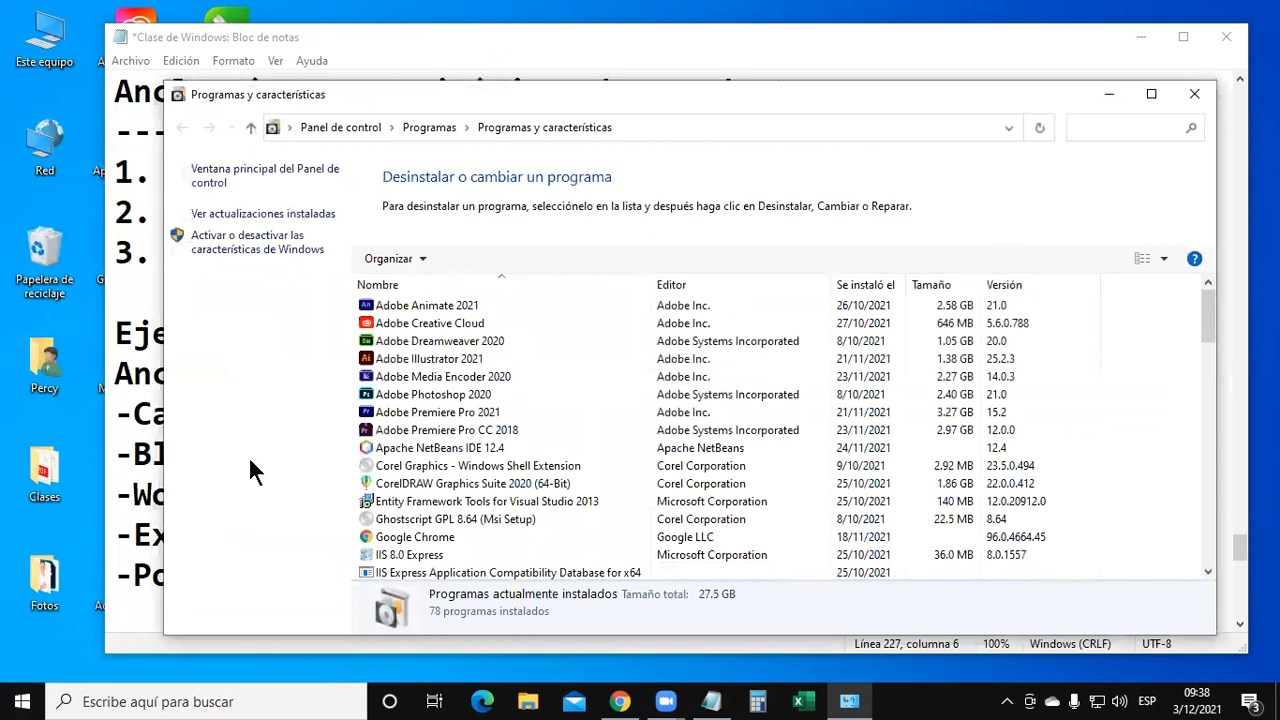 *Clase de Windows: Bloc de notas
Archivo Edición Formato Ver Ayuda
Programas y características
Panel de control > Programas > Programas y características
Ventana principal del Panel de
control
Ver actualizaciones instaladas
Activar o desactivar las
características de Windows
Desinstalar o cambiar un programa
Para desinstalar un programa, selecciónelo en la lista y después haga clic en Desinstalar, Cambiar o Reparar.
Organizar
Nombre Editor Se instaló el Tamaño Versión
Adobe Animate 2021 Adobe Inc. 26/10/2021 2.58 GB 21.0
Adobe Creative Cloud Adobe Inc. 27/10/2021 646 MB 5.6.0.788
Adobe Dreamweaver 2020 Adobe Systems Incorporated 8/10/2021 1.05 GB 20.0
Adobe Illustrator 2021 Adobe Inc. 21/11/2021 1.38 GB 25.2.3
Adobe Media Encoder 2020 Adobe Inc. 23/11/2021 2.27 GB 14.0.3
Adobe Photoshop 2020 Adobe Systems Incorporated 8/10/2021 2.40 GB 21.0
Adobe Premiere Pro 2021 Adobe Inc. 21/11/2021 3.27 GB 15.2
Adobe Premiere Pro CC 2018 Adobe Systems Incorporated 23/11/2021 2.97 GB 12.0.0
Apache NetBeans IDE 12.4 Apache NetBeans 24/11/2021 12.4
Corel Graphics - Windows Shell Extension Corel Corporation 9/10/2021 2.92 MB 23.5.0.494
CorelDRAW Graphics Suite 2020 (64-Bit) Corel Corporation 25/10/2021 1.86 GB 22.0.0.412
Entity Framework Tools for Visual Studio 2013 Microsoft Corporation 25/10/2021 140 MB 12.0.20912.0
Ghostscript GPL 8.64 (Msi Setup) Corel Corporation 8/10/2021 22.5 MB 8.64
Google Chrome Google LLC 18/11/2021 96.0.4664.45
IIS 8.0 Express Microsoft Corporation 25/10/2021 36.0 MB 8.0.1557
IIS Express Application Compatibility Database for x64 25/10/2021
Programas actualmente instalados Tamaño total: 27.5 GB
78 programas instalados
Anc
---
1.
2.
3.
Eje
Anc
-Ca
-Bl
-Wo
-Ex
-Po
Línea 227, columna 6 100% Windows (CRLF) UTF-8
Este equipo
Red
Papelera de
reciclaje
Percy
Clases
Fotos
Escribe aquí para buscar
ESP
09:38
3/12/2021
3